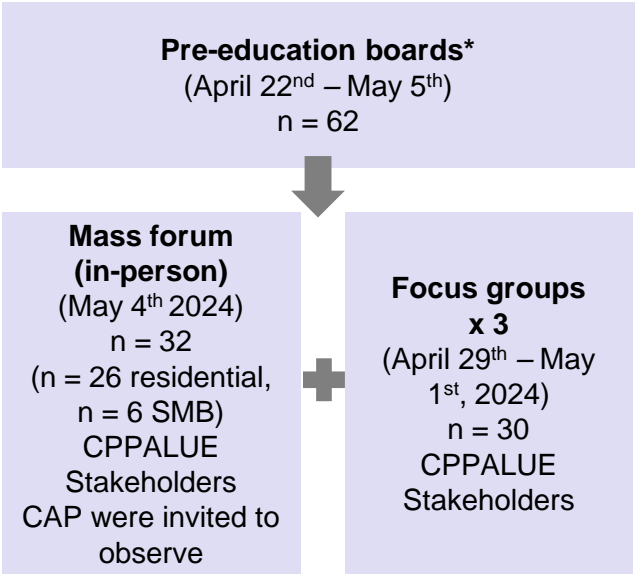 Pre-education boards*
(April 22nd – May 5th)
n = 62
Mass forum
(in-person)
(May 4th 2024)
n = 32
(n = 26 residential,
n = 6 SMB)
CPPALUE
Stakeholders
CAP were invited to
observe
Focus groups
x 3
(April 29th – May
1st, 2024)
n = 30
CPPALUE
Stakeholders